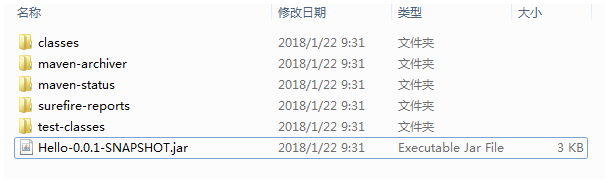 名称 修改日期 类型 大小
classes 2018/1/22 9:31 文件夹
maven-archiver 2018/1/22 9:31 文件夹
maven-status 2018/1/22 9:31 文件夹
surefire-reports 2018/1/22 9:31 文件夹
test-classes 2018/1/22 9:31 文件夹
Hello-0.0.1-SNAPSHOT.jar 2018/1/22 9:31 Executable Jar File 3 KB